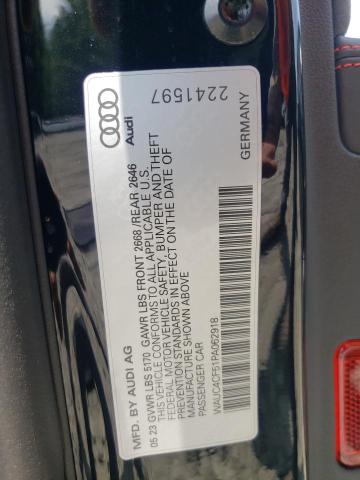 MFD. BY AUDI AG
05 23 GVWR LBS 5170 GAWR LBS FRONT 2668 /REAR 2646
THIS VEHICLE CONFORMS TO ALL APPLICABLE U.S.
FEDERAL MOTOR VEHICLE SAFETY, BUMPER AND THEFT
PREVENTION STANDARDS IN EFFECT ON THE DATE OF
MANUFACTURE SHOWN ABOVE
PASSENGER CAR
WAUC4CF51PA062918
GERMANY
Audi
2241597